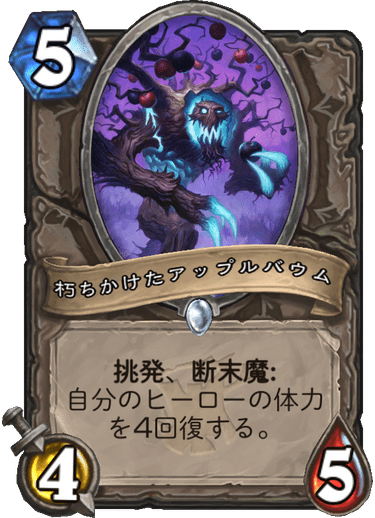 5
朽ちかけたアップルバウム
挑発、断末魔:
自分のヒーローの体力
を4回復する。
4
5